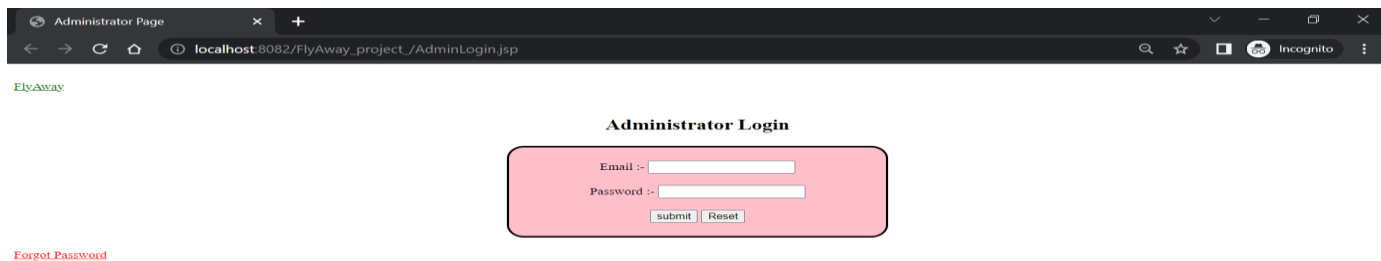 Administrator Page
localhost:8082/FlyAway_project_/AdminLogin.jsp
Incognito
FlyAway
Administrator Login
Email :-
Password :-
submit Reset
Forgot Password